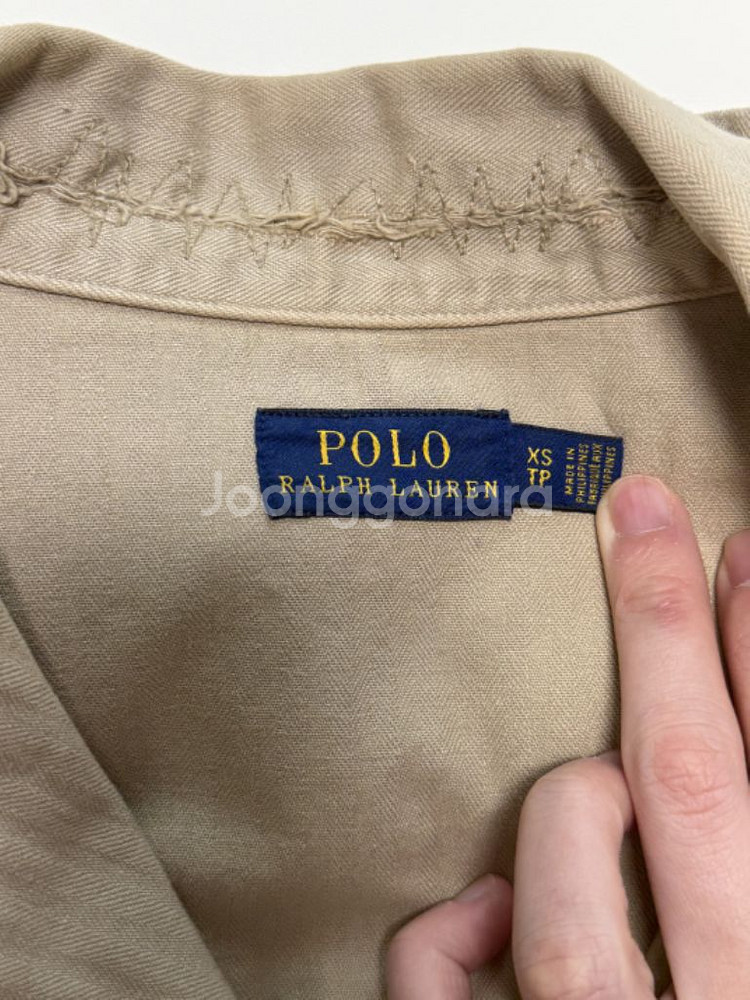 POLO
RALPH LAUREN
XS
TP
MADE IN
PHILIPPINES
FABRIQUÉ AUX
PHILIPPINES
Joonggonara